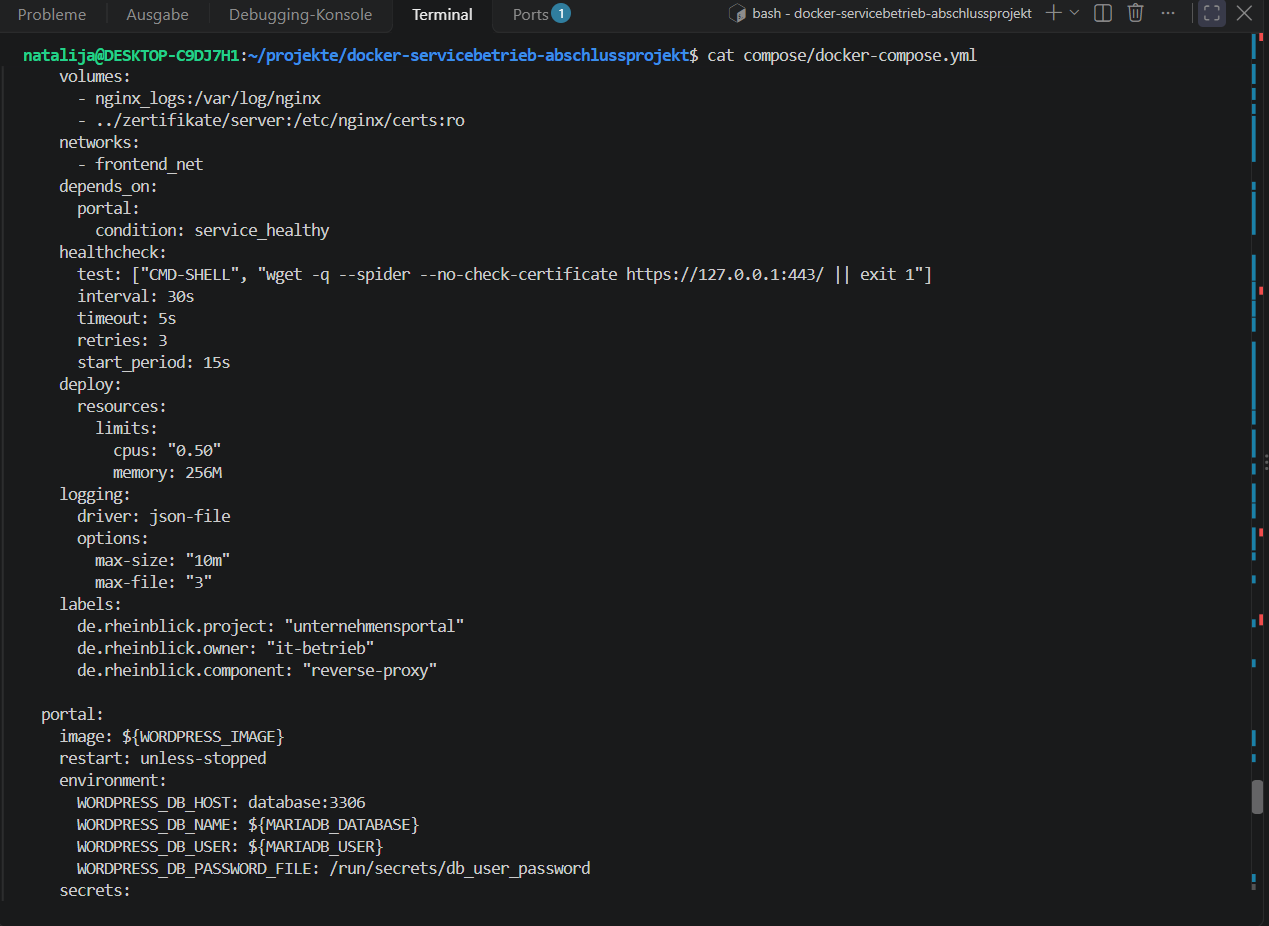 Probleme Ausgabe Debugging-Konsole Terminal Ports 1 bash - docker-servicebetrieb-abschlussprojekt
natalija@DESKTOP-C9DJ7H1:~/projekte/docker-servicebetrieb-abschlussprojekt$ cat compose/docker-compose.yml
    volumes:
      - nginx_logs:/var/log/nginx
      - ../zertifikate/server:/etc/nginx/certs:ro
    networks:
      - frontend_net
    depends_on:
      portal:
        condition: service_healthy
    healthcheck:
      test: ["CMD-SHELL", "wget -q --spider --no-check-certificate https://127.0.0.1:443/ || exit 1"]
      interval: 30s
      timeout: 5s
      retries: 3
      start_period: 15s
    deploy:
      resources:
        limits:
          cpus: "0.50"
          memory: 256M
    logging:
      driver: json-file
      options:
        max-size: "10m"
        max-file: "3"
    labels:
      de.rheinblick.project: "unternehmensportal"
      de.rheinblick.owner: "it-betrieb"
      de.rheinblick.component: "reverse-proxy"

  portal:
    image: ${WORDPRESS_IMAGE}
    restart: unless-stopped
    environment:
      WORDPRESS_DB_HOST: database:3306
      WORDPRESS_DB_NAME: ${MARIADB_DATABASE}
      WORDPRESS_DB_USER: ${MARIADB_USER}
      WORDPRESS_DB_PASSWORD_FILE: /run/secrets/db_user_password
    secrets: